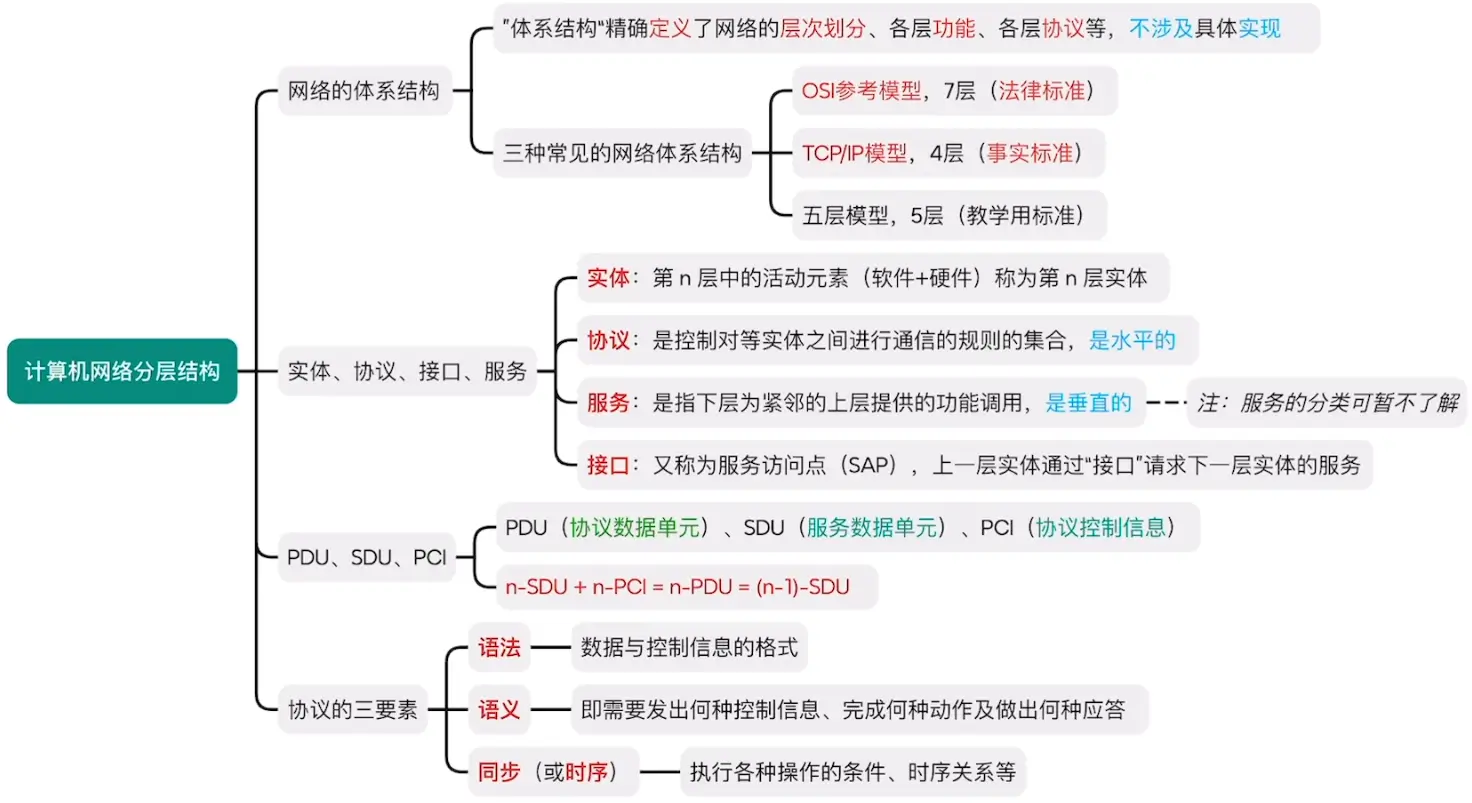 计算机网络分层结构
网络的体系结构
"体系结构“精确定义了网络的层次划分、各层功能、各层协议等，不涉及具体实现
三种常见的网络体系结构
OSI参考模型，7层（法律标准）
TCP/IP模型，4层（事实标准）
五层模型，5层（教学用标准）
实体、协议、接口、服务
实体：第 n 层中的活动元素（软件+硬件）称为第 n 层实体
协议：是控制对等实体之间进行通信的规则的集合，是水平的
服务：是指下层为紧邻的上层提供的功能调用，是垂直的
注：服务的分类可暂不了解
接口：又称为服务访问点（SAP），上一层实体通过“接口”请求下一层实体的服务
PDU、SDU、PCI
PDU（协议数据单元）、SDU（服务数据单元）、PCI（协议控制信息）
n-SDU + n-PCI = n-PDU = (n-1)-SDU
协议的三要素
语法
数据与控制信息的格式
语义
即需要发出何种控制信息、完成何种动作及做出何种应答
同步（或时序）
执行各种操作的条件、时序关系等